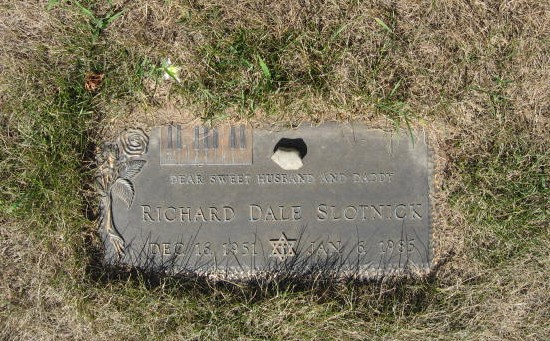 DEAR SWEET HUSBAND AND DADDY
RICHARD DALE SLOTNICK
DEC. 16, 1951 JAN. 6, 1985